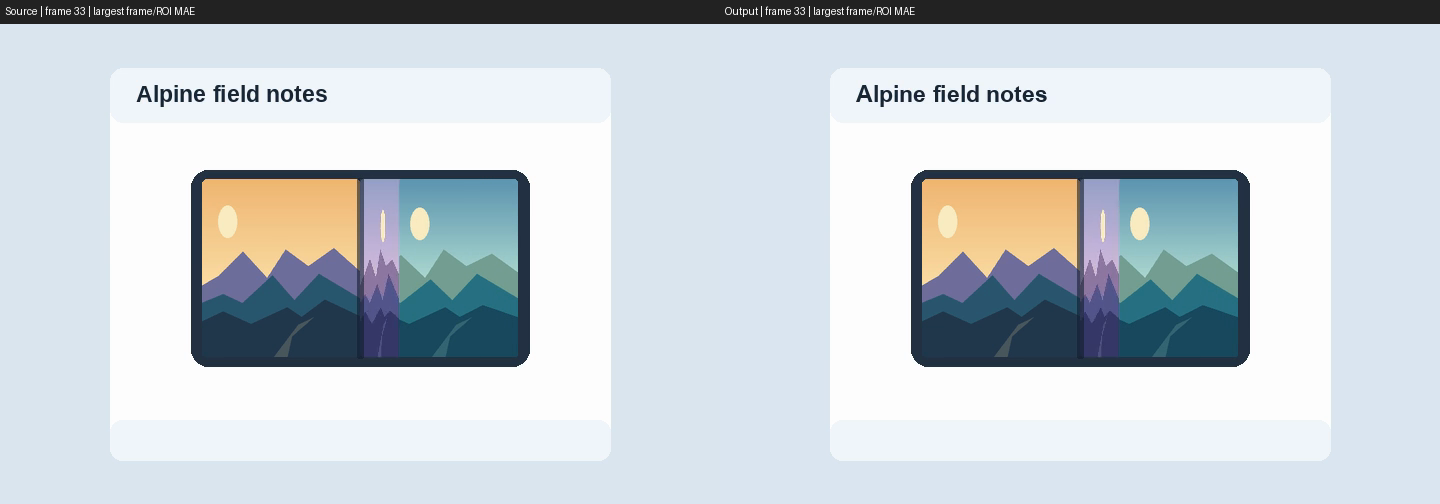 Source | frame 33 | largest frame/ROI MAE
Output | frame 33 | largest frame/ROI MAE
Alpine field notes
Alpine field notes